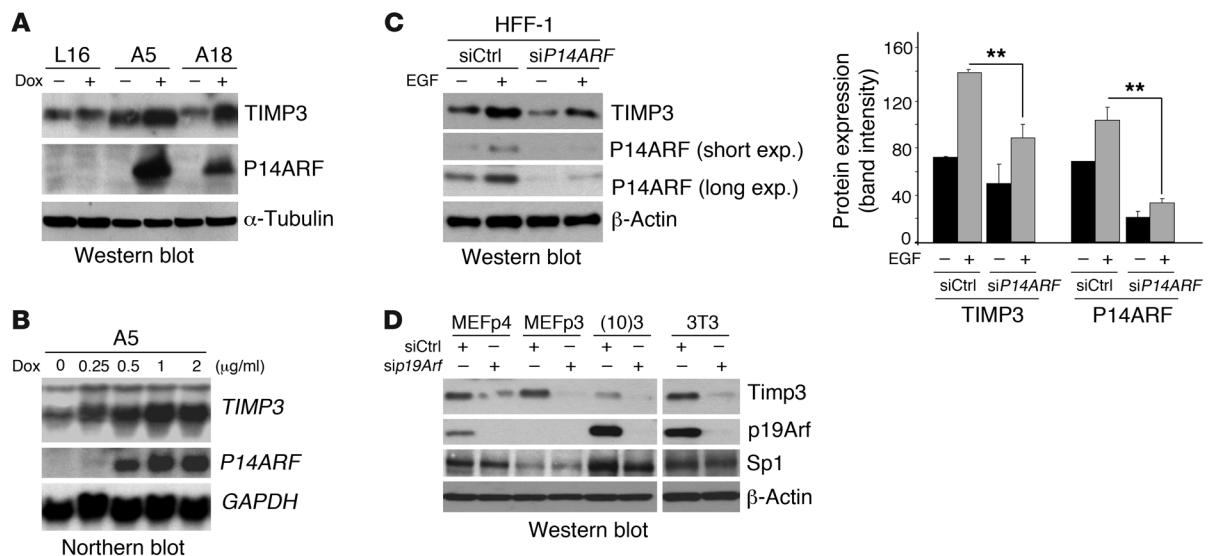 A
L16 A5 A18
Dox – + – + – +
TIMP3
P14ARF
α-Tubulin
Western blot
B
A5
Dox 0 0.25 0.5 1 2 (μg/ml)
TIMP3
P14ARF
GAPDH
Northern blot
C
HFF-1
siCtrl siP14ARF
EGF – + – +
TIMP3
P14ARF (short exp.)
P14ARF (long exp.)
β-Actin
Western blot
Protein expression
(band intensity)
160
120
80
40
0
** **
EGF – + – + – + – +
siCtrl siP14ARF siCtrl siP14ARF
TIMP3 P14ARF
D
MEFp4 MEFp3 (10)3 3T3
siCtrl + – + – + – + –
sip19Arf – + – + – + – +
Timp3
p19Arf
Sp1
β-Actin
Western blot